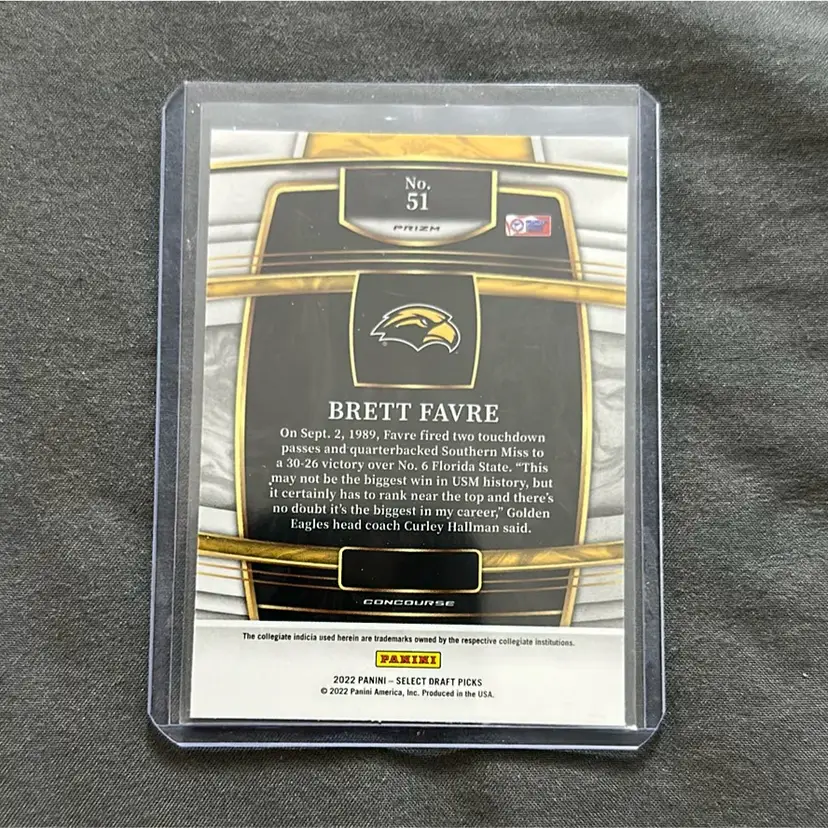 No.
51
PRIZM
BRETT FAVRE
On Sept. 2, 1989, Favre fired two touchdown
passes and quarterbacked Southern Miss to
a 30-26 victory over No. 6 Florida State. “This
may not be the biggest win in USM history, but
it certainly has to rank near the top and there’s
no doubt it’s the biggest in my career,” Golden
Eagles head coach Curley Hallman said.
CONCOURSE
The collegiate indicia used herein are trademarks owned by the respective collegiate institutions.
PANINI
2022 PANINI – SELECT DRAFT PICKS
© 2022 Panini America, Inc. Produced in the USA.